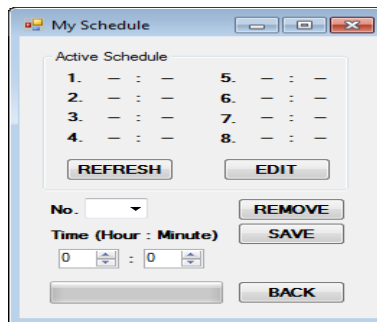 My Schedule
Active Schedule
1. – : – 5. – : –
2. – : – 6. – : –
3. – : – 7. – : –
4. – : – 8. – : –
REFRESH EDIT
No. REMOVE
Time (Hour : Minute) SAVE
0 : 0
BACK